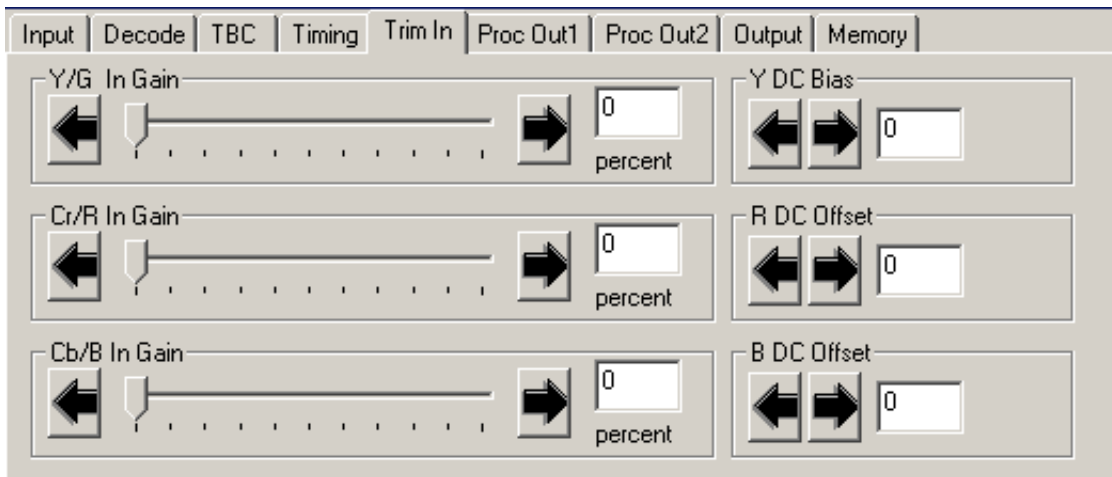 Input Decode TBC Timing Trim In Proc Out1 Proc Out2 Output Memory
Y/G In Gain
0
percent
Y DC Bias
0
Cr/R In Gain
0
percent
R DC Offset
0
Cb/B In Gain
0
percent
B DC Offset
0